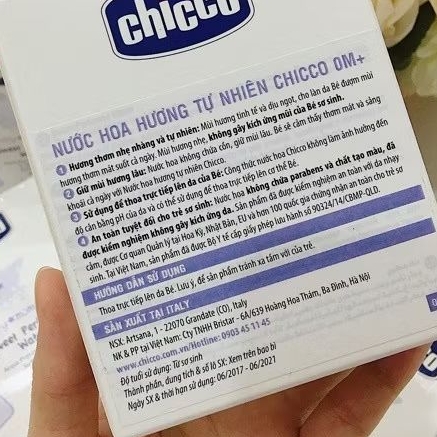 chicco
NƯỚC HOA HƯƠNG TỰ NHIÊN CHICCO 0M+
1 Hương thơm nhẹ nhàng và tự nhiên: Mùi hương tinh tế và dịu ngọt, cho làn da Bé đượm mùi
hương thơm mát suốt cả ngày. Mùi hương nhẹ, không gây kích ứng mũi của Bé sơ sinh.
2 Giữ mùi hương lâu: Nước hoa không chứa cồn, giữ mùi lâu. Bé sẽ cảm thấy thơm mát và sảng
khoái cả ngày với Nước hoa hương tự nhiên Chicco.
3 Sử dụng để thoa trực tiếp lên da của Bé: Công thức nước hoa Chicco không làm ảnh hưởng đến
độ cân bằng pH của da và có thể sử dụng để thoa trực tiếp lên cơ thể Bé.
4 An toàn tuyệt đối cho trẻ sơ sinh: Nước hoa không chứa parabens và chất tạo màu, đã
được kiểm nghiệm không gây kích ứng da. Sản phẩm đã được kiểm nghiệm an toàn với da nhạy
cảm, được Cơ quan Quản lý tại Hoa Kỳ, Nhật Bản, EU và hơn 100 quốc gia chứng nhận an toàn cho trẻ sơ
sinh. Tại Việt Nam, sản phẩm đã được Bộ Y tế cấp giấy phép lưu hành số 90324/14/CBMP-QLD.
HƯỚNG DẪN SỬ DỤNG
Thoa trực tiếp lên da Bé. Lưu ý, để sản phẩm tránh xa tầm với của trẻ.
SẢN XUẤT TẠI ITALY
NSX: Artsana, 1 - 22070 Grandate (CO), Italy
NK & PP tại Việt Nam: Cty TNHH Bristar - 6A/639 Hoàng Hoa Thám, Ba Đình, Hà Nội
www.chicco.com.vn/Hotline: 0903 45 11 45
Độ tuổi sử dụng: Từ sơ sinh
Thành phần, dung tích & số lô SX: Xem trên bao bì
Ngày SX & thời hạn sử dụng: 06/2017 - 06/2021